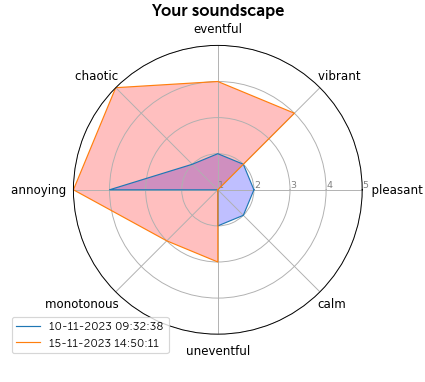 Your soundscape
eventful
chaotic
vibrant
annoying
1
2
3
4
5
pleasant
monotonous
calm
10-11-2023 09:32:38
15-11-2023 14:50:11
uneventful